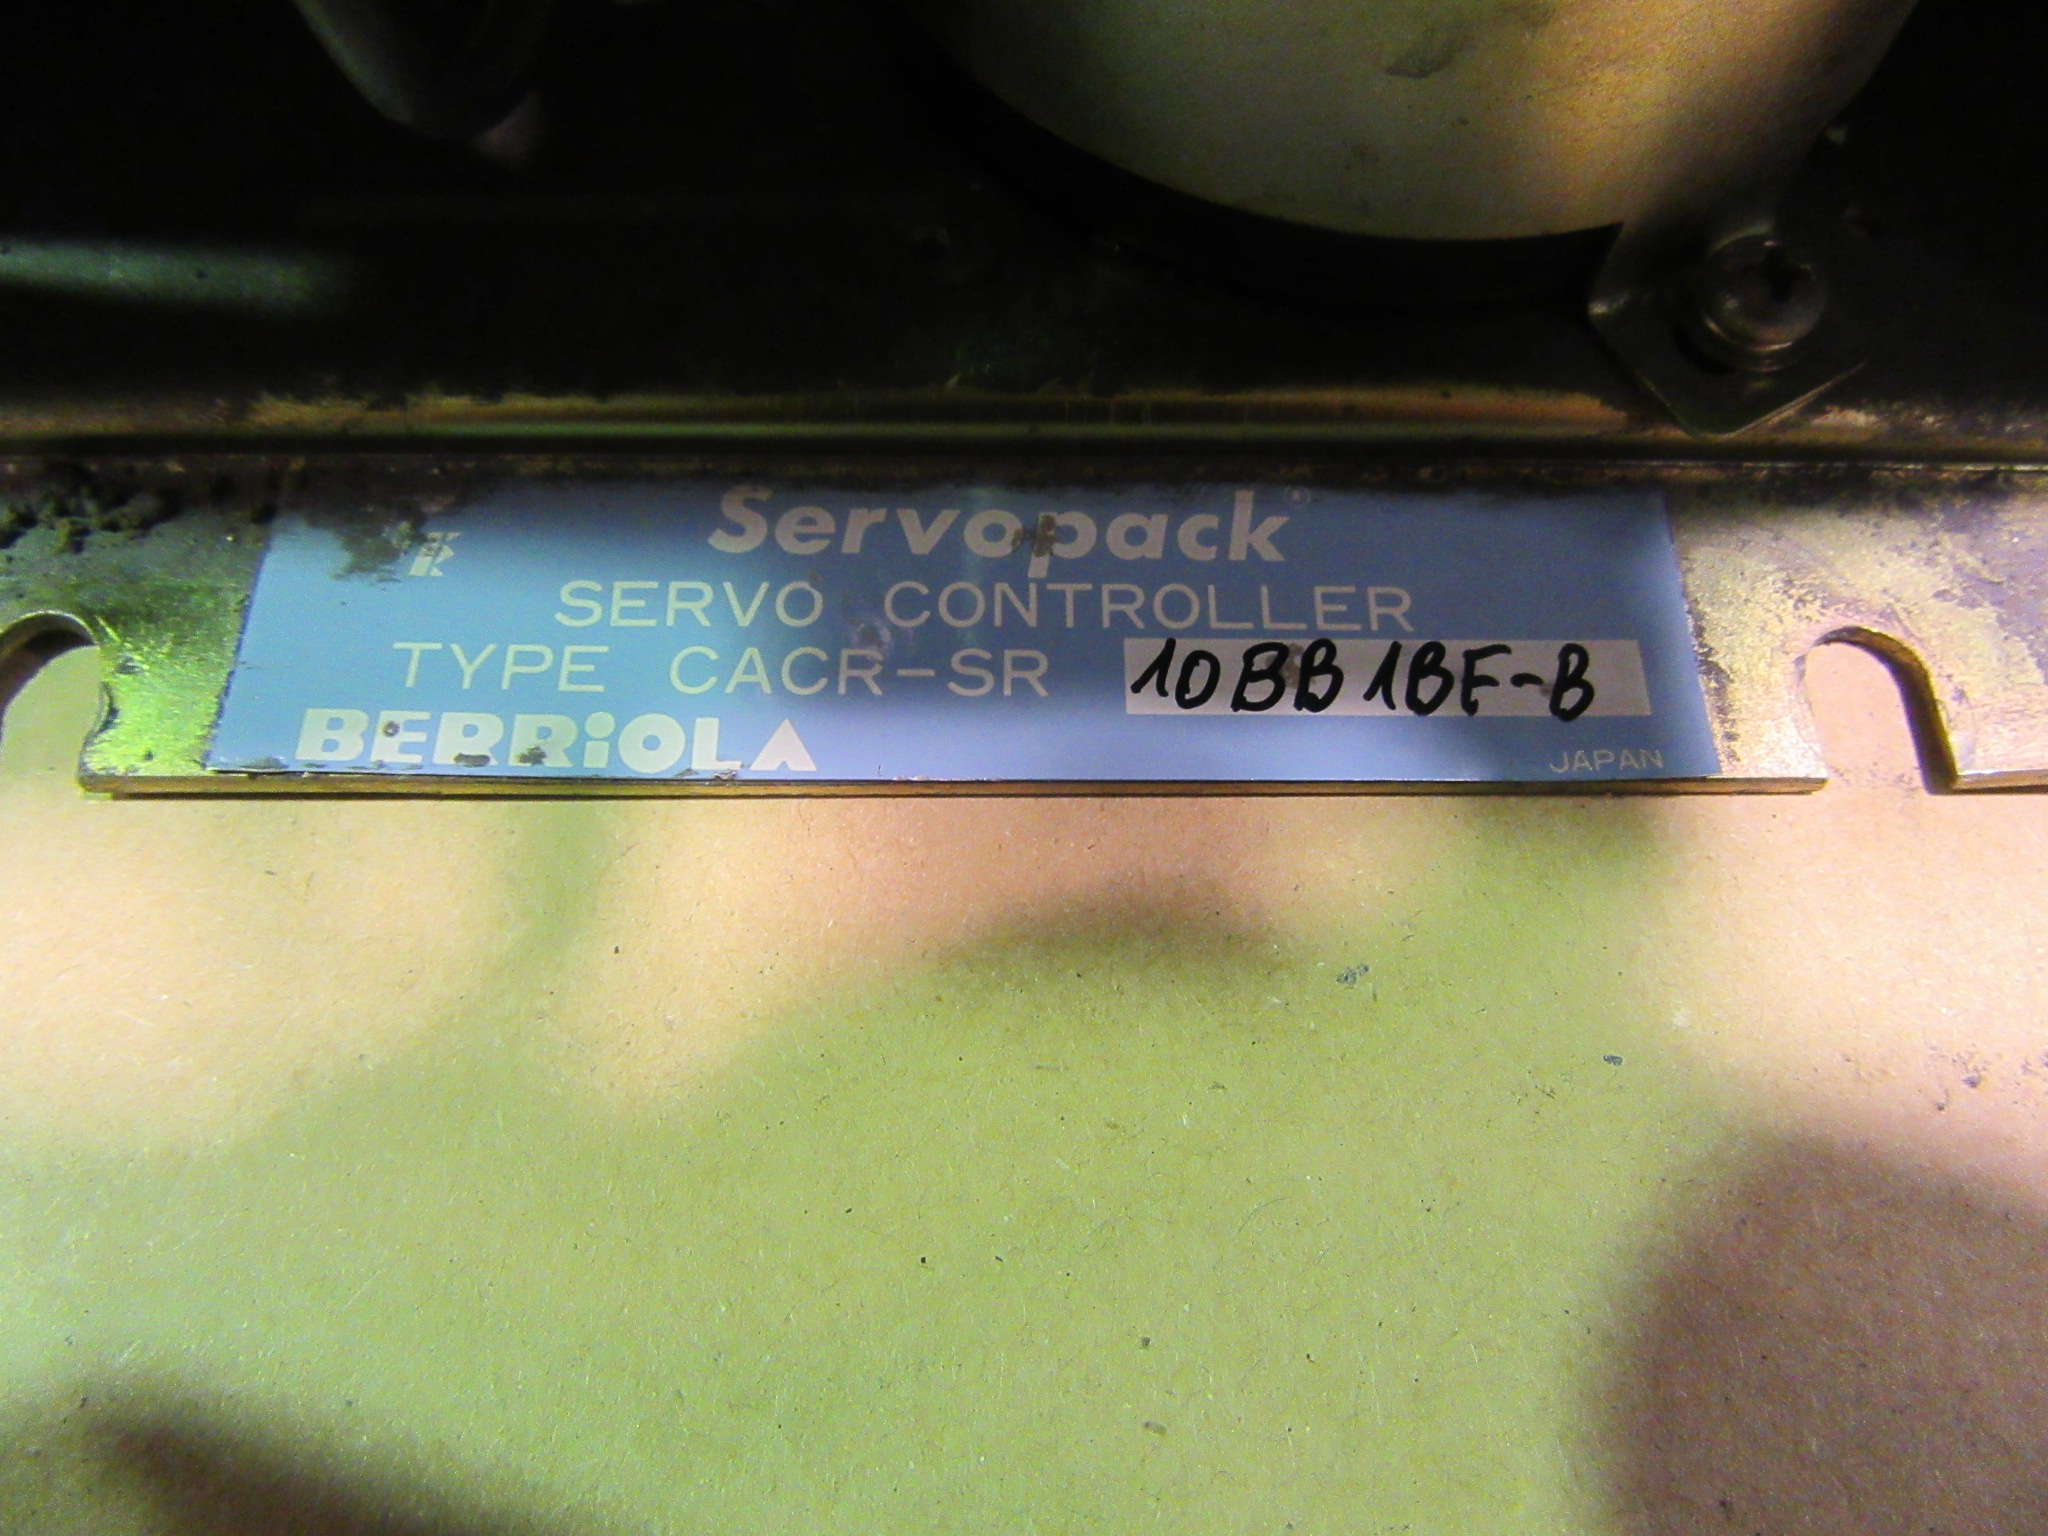 Servopack®
SERVO CONTROLLER
TYPE CACR-SR 10BB1BF-B
BERRiOLA
JAPAN